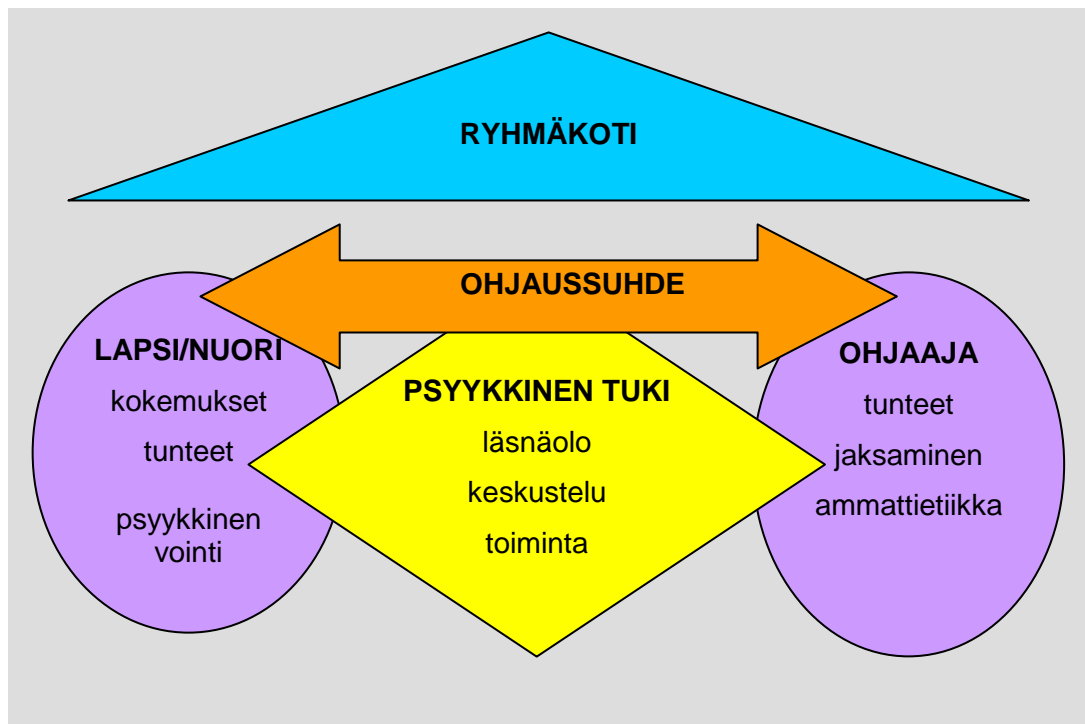 RYHMÄKOTI
OHJAUSSUHDE
LAPSI/NUORI
kokemukset
tunteet
psyykkinen
vointi
PSYYKKINEN TUKI
läsnäolo
keskustelu
toiminta
OHJAAJA
tunteet
jaksaminen
ammattietiikka